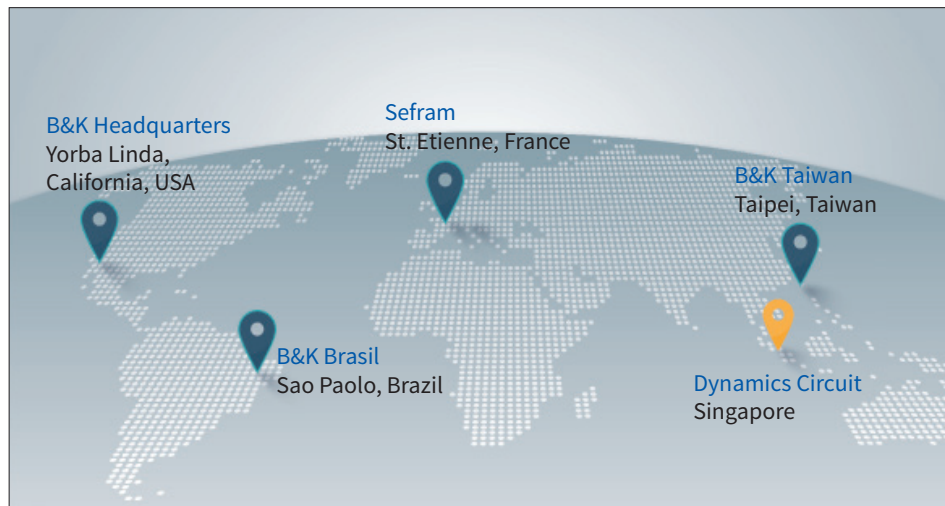 B&K Headquarters
Yorba Linda,
California, USA
Sefram
St. Etienne, France
B&K Taiwan
Taipei, Taiwan
B&K Brasil
Sao Paolo, Brazil
Dynamics Circuit
Singapore